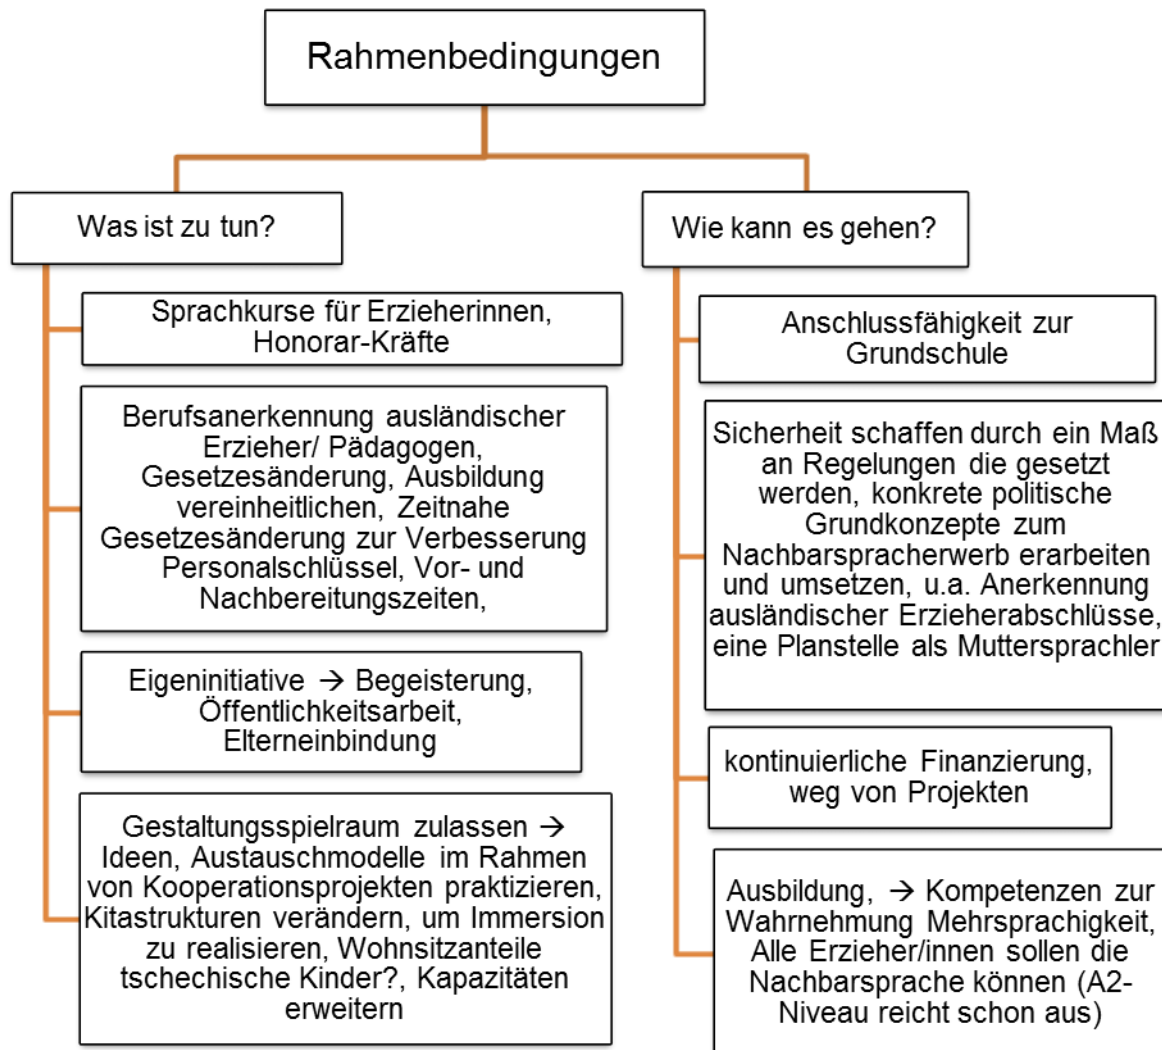 Rahmenbedingungen
Was ist zu tun?
Sprachkurse für Erzieherinnen,
Honorar-Kräfte
Berufsanerkennung ausländischer
Erzieher/ Pädagogen,
Gesetzesänderung, Ausbildung
vereinheitlichen, Zeitnahe
Gesetzesänderung zur Verbesserung
Personalschlüssel, Vor- und
Nachbereitungszeiten,
Eigeninitiative → Begeisterung,
Öffentlichkeitsarbeit,
Elterneinbindung
Gestaltungsspielraum zulassen →
Ideen, Austauschmodelle im Rahmen
von Kooperationsprojekten praktizieren,
Kitastrukturen verändern, um Immersion
zu realisieren, Wohnsitzanteile
tschechische Kinder?, Kapazitäten
erweitern
Wie kann es gehen?
Anschlussfähigkeit zur
Grundschule
Sicherheit schaffen durch ein Maß
an Regelungen die gesetzt
werden, konkrete politische
Grundkonzepte zum
Nachbarspracherwerb erarbeiten
und umsetzen, u.a. Anerkennung
ausländischer Erzieherabschlüsse,
eine Planstelle als Muttersprachler
kontinuierliche Finanzierung,
weg von Projekten
Ausbildung, → Kompetenzen zur
Wahrnehmung Mehrsprachigkeit,
Alle Erzieher/innen sollen die
Nachbarsprache können (A2-
Niveau reicht schon aus)